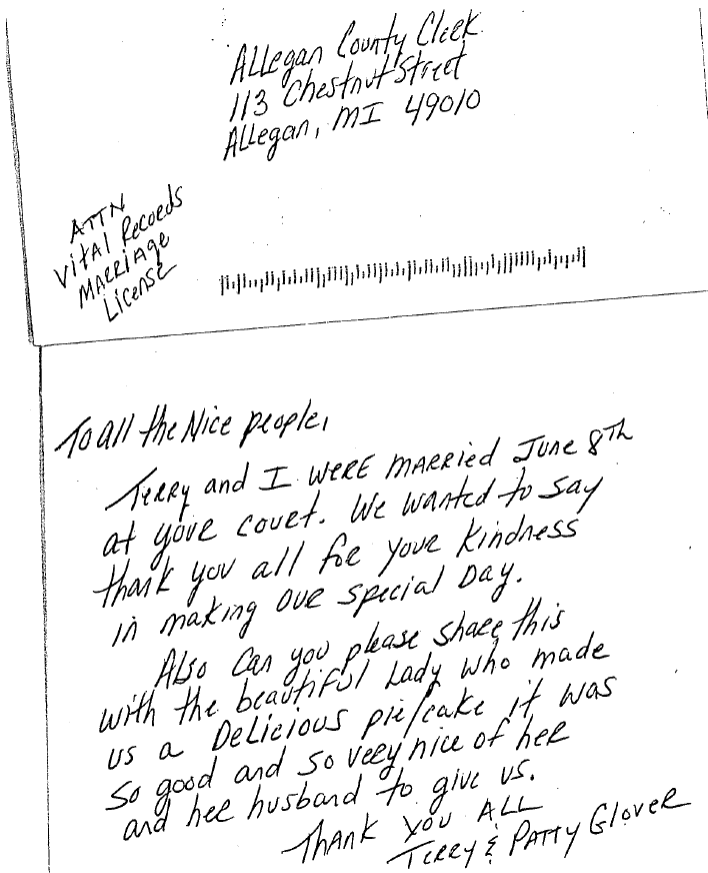 Allegan County Clerk
113 Chestnut Street
Allegan, MI 49010
ATTN
Vital Records
Marriage
License
To all the Nice people,
Terry and I were married June 8th
at your court. We wanted to say
thank you all for your kindness
in making our special Day.
Also can you please share this
with the beautiful Lady who made
us a Delicious pie/cake it was
so good and so very nice of her
and her husband to give us.
Thank you All
Terry & Patty Glover